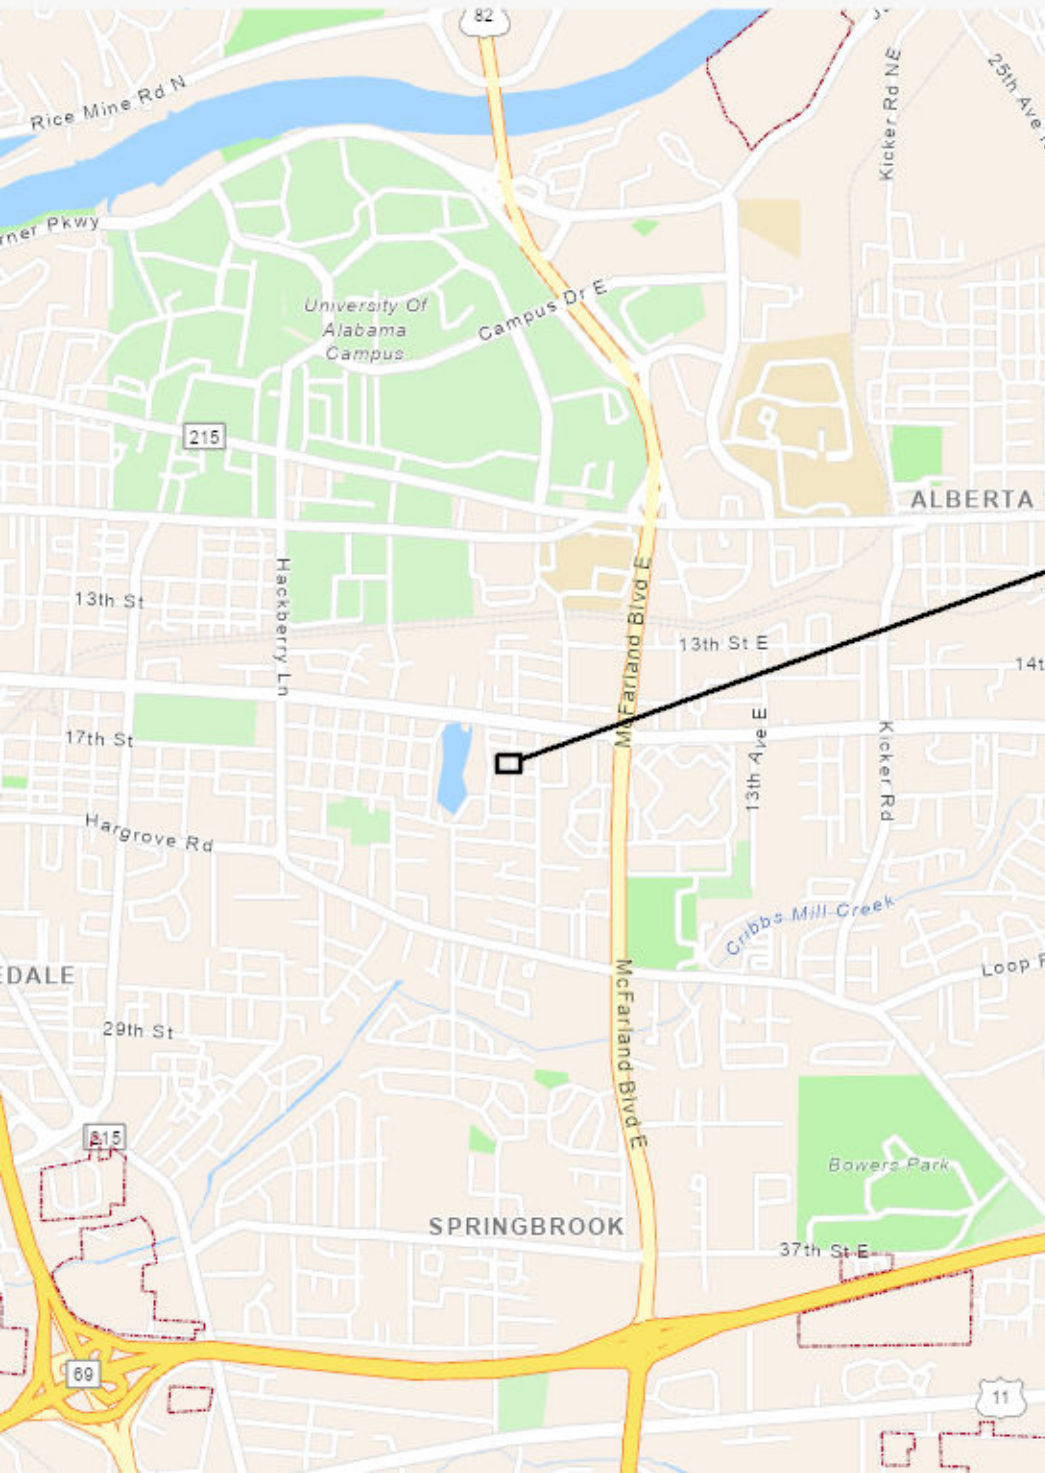 82
Rice Mine Rd N
Kicker Rd NE
25th Ave
rner Pkwy
University Of
Alabama
Campus
Campus Dr E
215
ALBERTA
Hackberry Ln
13th St
McFarland Blvd E
13th St E
14t
17th St
13th Ave E
Kicker Rd
Hargrove Rd
Cribbs Mill Creek
EDALE
McFarland Blvd E
Loop R
29th St
215
Bowers Park
SPRINGBROOK
37th St E
69
11